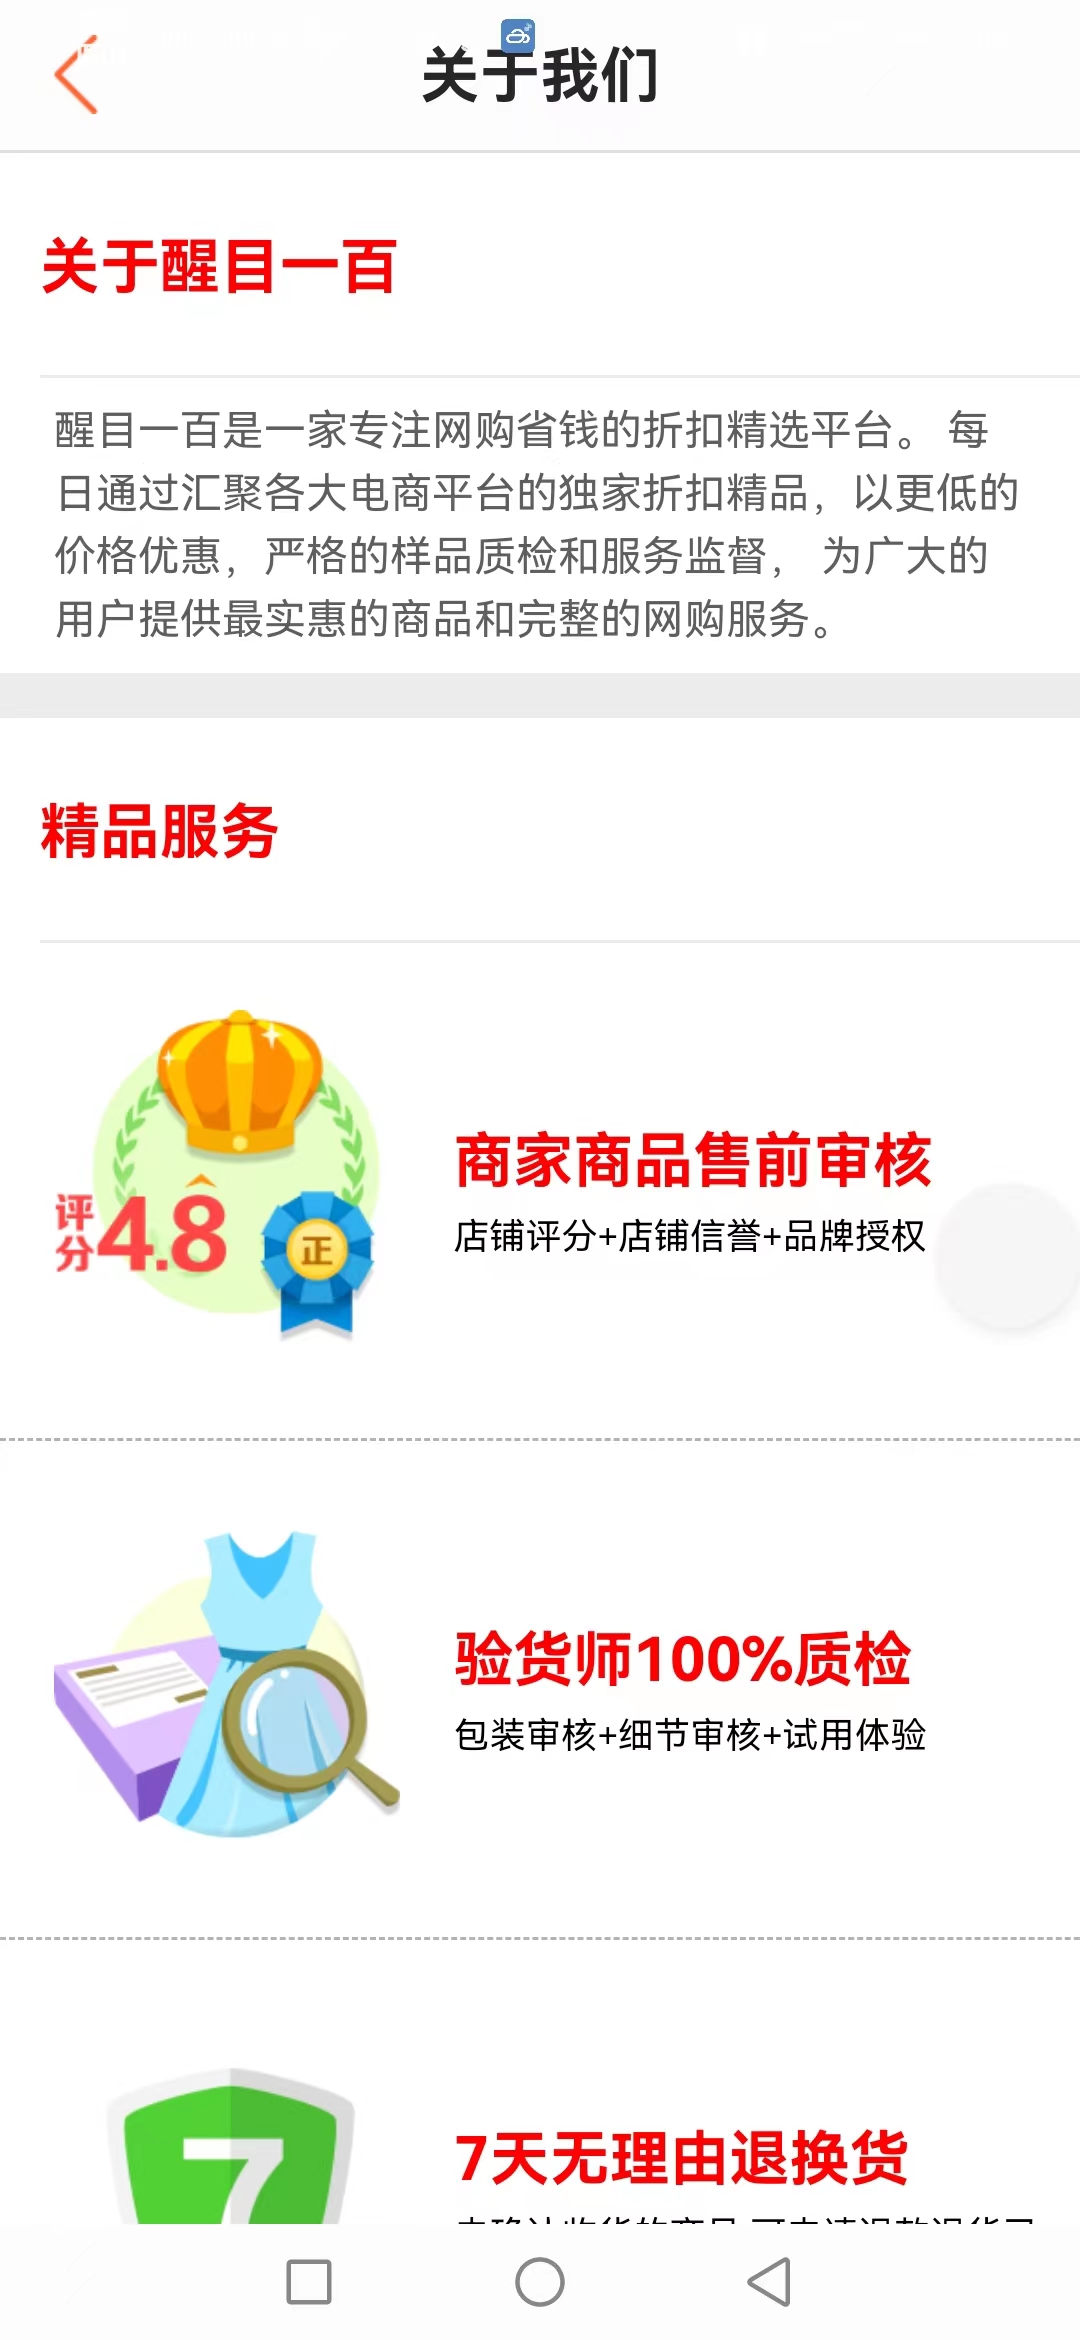 关于我们
关于醒目一百
醒目一百是一家专注网购省钱的折扣精选平台。 每
日通过汇聚各大电商平台的独家折扣精品，以更低的
价格优惠，严格的样品质检和服务监督， 为广大的
用户提供最实惠的商品和完整的网购服务。
精品服务
评分4.8
正
商家商品售前审核
店铺评分+店铺信誉+品牌授权
验货师100%质检
包装审核+细节审核+试用体验
7
7天无理由退换货